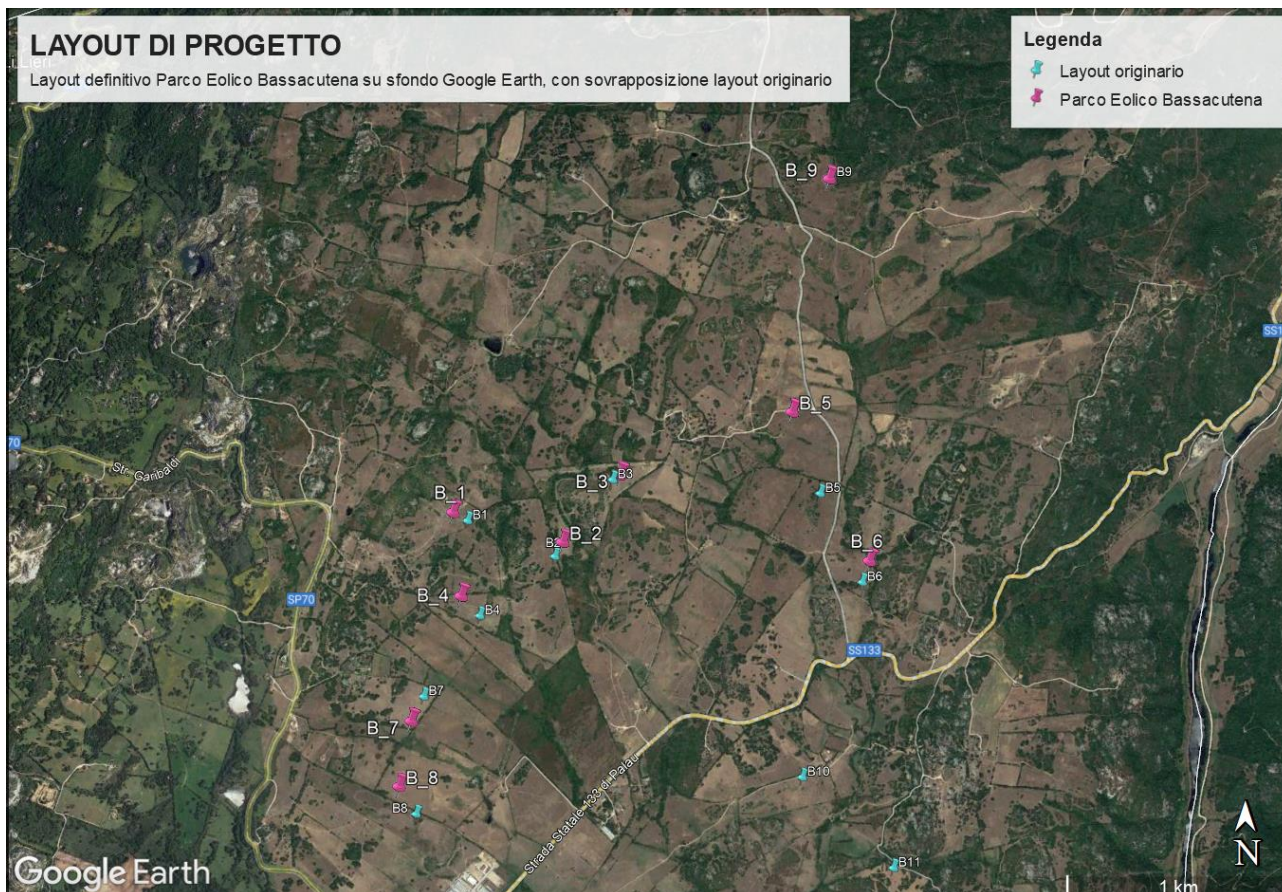 LAYOUT DI PROGETTO
Layout definitivo Parco Eolico Bassacutena su sfondo Google Earth, con sovrapposizione layout originario
Legenda
Layout originario
Parco Eolico Bassacutena
B_9
B9
SS1
B_5
70
Str. Garibaldi
B_3
B3
B5
B_1
B1
B_2
B2
B_6
B6
B_4
B4
SP70
SS133
B7
B_7
B_8
B8
B10
Strada Statale 133 di Palau
B11
N
Google Earth
1 km